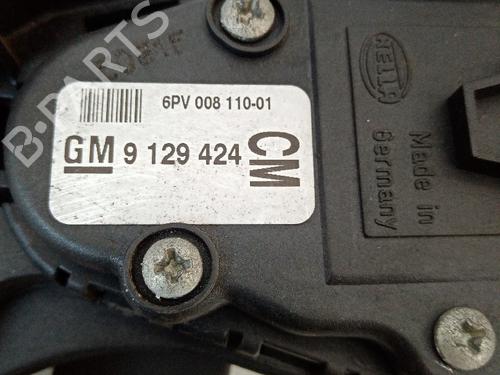 6PV 008 110-01
GM 9 129 424
CM
HELLA
Made in
Germany
B-PARTS